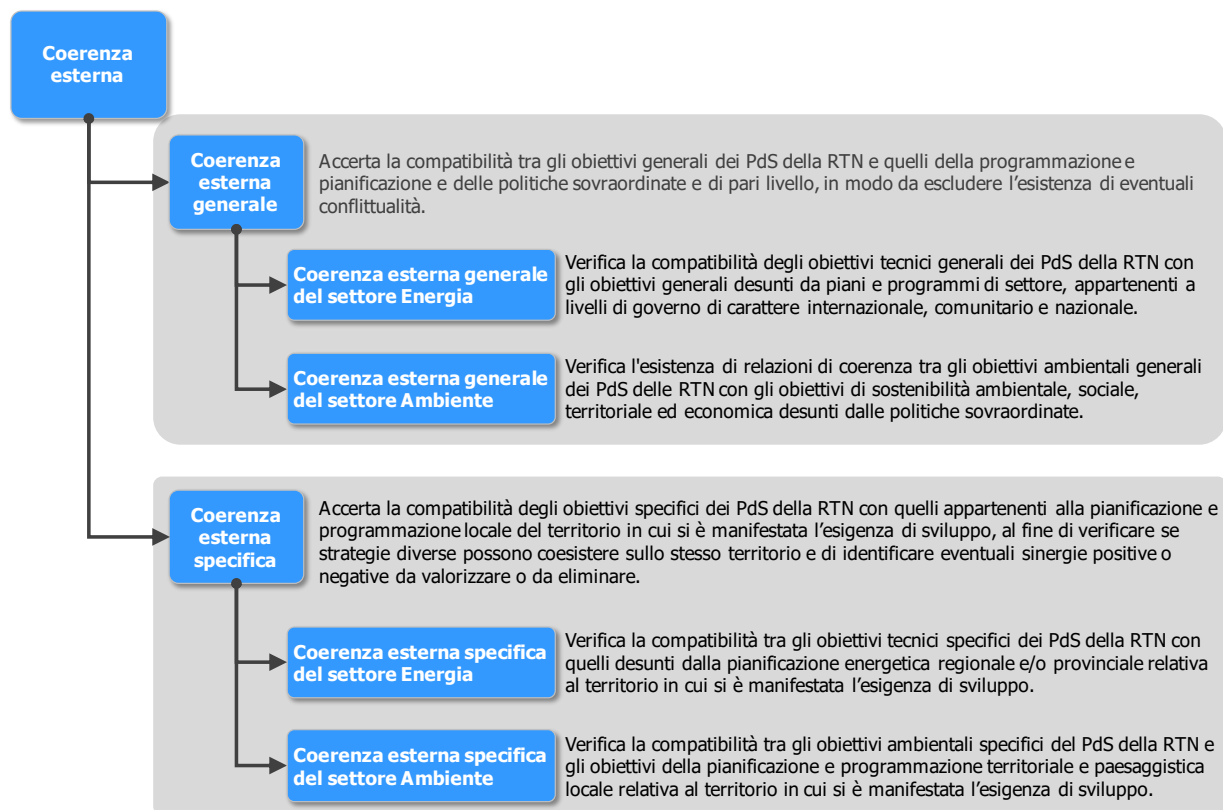 Coerenza
esterna
Coerenza
esterna
generale
Accerta la compatibilità tra gli obiettivi generali dei PdS della RTN e quelli della programmazione e
pianificazione e delle politiche sovraordinate e di pari livello, in modo da escludere l’esistenza di eventuali
conflittualità.
Coerenza esterna generale
del settore Energia
Verifica la compatibilità degli obiettivi tecnici generali dei PdS della RTN con
gli obiettivi generali desunti da piani e programmi di settore, appartenenti a
livelli di governo di carattere internazionale, comunitario e nazionale.
Coerenza esterna generale
del settore Ambiente
Verifica l'esistenza di relazioni di coerenza tra gli obiettivi ambientali generali
dei PdS delle RTN con gli obiettivi di sostenibilità ambientale, sociale,
territoriale ed economica desunti dalle politiche sovraordinate.
Coerenza
esterna
specifica
Accerta la compatibilità degli obiettivi specifici dei PdS della RTN con quelli appartenenti alla pianificazione e
programmazione locale del territorio in cui si è manifestata l’esigenza di sviluppo, al fine di verificare se
strategie diverse possono coesistere sullo stesso territorio e di identificare eventuali sinergie positive o
negative da valorizzare o da eliminare.
Coerenza esterna specifica
del settore Energia
Verifica la compatibilità tra gli obiettivi tecnici specifici dei PdS della RTN con
quelli desunti dalla pianificazione energetica regionale e/o provinciale relativa
al territorio in cui si è manifestata l’esigenza di sviluppo.
Coerenza esterna specifica
del settore Ambiente
Verifica la compatibilità tra gli obiettivi ambientali specifici del PdS della RTN e
gli obiettivi della pianificazione e programmazione territoriale e paesaggistica
locale relativa al territorio in cui si è manifestata l’esigenza di sviluppo.